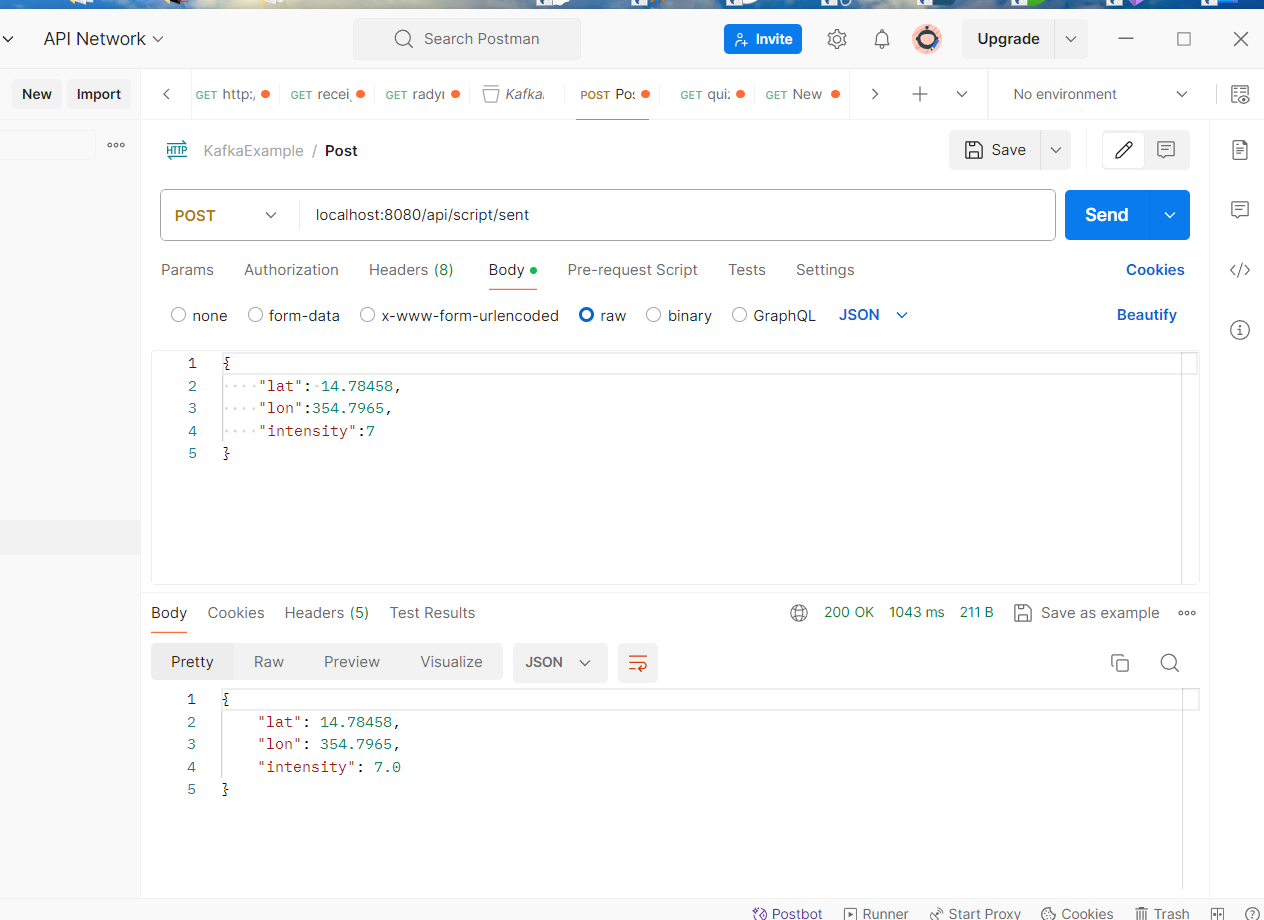 API Network
Search Postman
Invite
Upgrade
New Import
GET http:/ GET recei GET radyı Kafka POST Pos GET qui GET New
No environment
HTTP KafkaExample / Post
Save
POST localhost:8080/api/script/sent
Send
Params Authorization Headers (8) Body Pre-request Script Tests Settings Cookies
none form-data x-www-form-urlencoded raw binary GraphQL JSON Beautify
1 {
2 "lat": 14.78458,
3 "lon":354.7965,
4 "intensity":7
5 }
Body Cookies Headers (5) Test Results 200 OK 1043 ms 211 B Save as example
Pretty Raw Preview Visualize JSON
1 {
2 "lat": 14.78458,
3 "lon": 354.7965,
4 "intensity": 7.0
5 }
Postbot Runner Start Proxy Cookies Trash